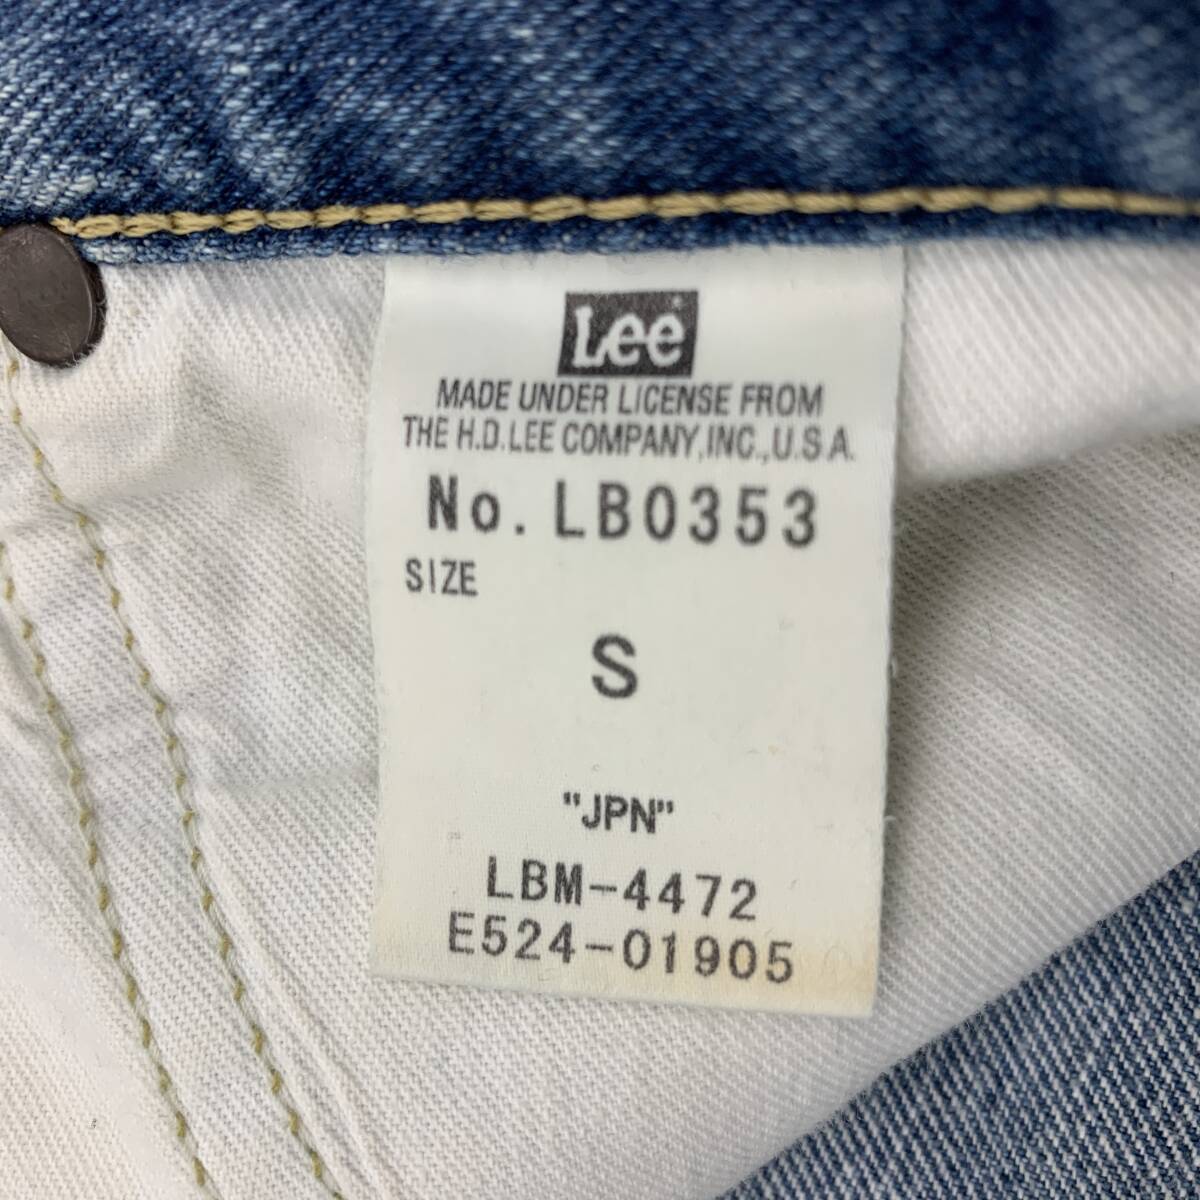 Lee
MADE UNDER LICENSE FROM
THE H.D.LEE COMPANY,INC.,U.S.A.
No. LB0353
SIZE
S
"JPN"
LBM-4472
E524-01905